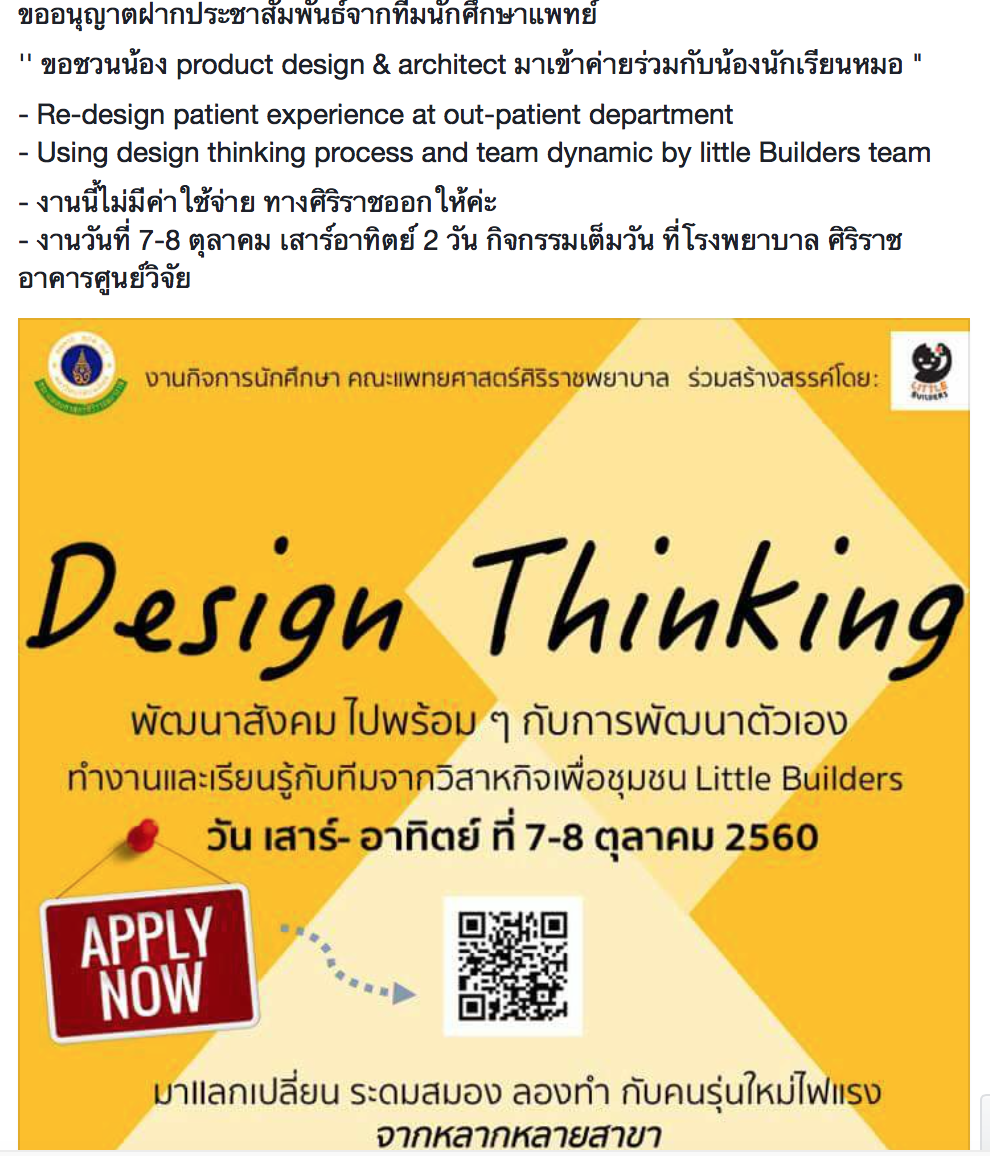 ขออนุญาตฝากประชาสัมพันธ์จากทีมนักศึกษาแพทย์
'' ขอชวนน้อง product design & architect มาเข้าค่ายร่วมกับน้องนักเรียนหมอ "
- Re-design patient experience at out-patient department
- Using design thinking process and team dynamic by little Builders team
- งานนี้ไม่มีค่าใช้จ่าย ทางศิริราชออกให้ค่ะ
- งานวันที่ 7-8 ตุลาคม เสาร์อาทิตย์ 2 วัน กิจกรรมเต็มวัน ที่โรงพยาบาล ศิริราช
อาคารศูนย์วิจัย
งานกิจการนักศึกษา คณะแพทยศาสตร์ศิริราชพยาบาล ร่วมสร้างสรรค์โดย:
LITTLE
BUILDERS
Design Thinking
พัฒนาสังคม ไปพร้อม ๆ กับการพัฒนาตัวเอง
ทำงานและเรียนรู้กับทีมจากวิสาหกิจเพื่อชุมชน Little Builders
วัน เสาร์- อาทิตย์ ที่ 7-8 ตุลาคม 2560
APPLY
NOW
มาแลกเปลี่ยน ระดมสมอง ลองทำ กับคนรุ่นใหม่ไฟแรง
จากหลากหลายสาขา